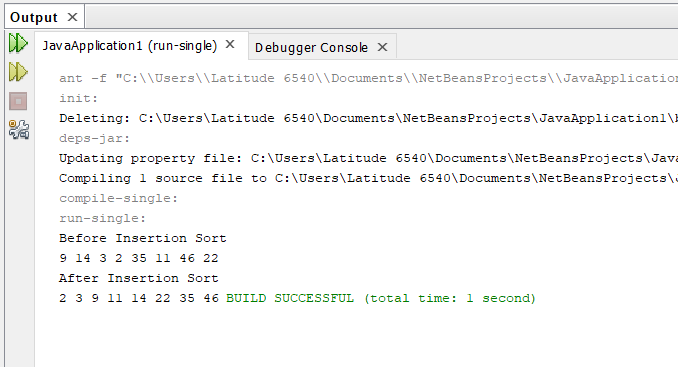 Output
JavaApplication1 (run-single)
Debugger Console
ant -f "C:\\Users\\Latitude 6540\\Documents\\NetBeansProjects\\JavaApplication
init:
Deleting: C:\Users\Latitude 6540\Documents\NetBeansProjects\JavaApplication1\b
deps-jar:
Updating property file: C:\Users\Latitude 6540\Documents\NetBeansProjects\Java
Compiling 1 source file to C:\Users\Latitude 6540\Documents\NetBeansProjects\J
compile-single:
run-single:
Before Insertion Sort
9 14 3 2 35 11 46 22
After Insertion Sort
2 3 9 11 14 22 35 46 BUILD SUCCESSFUL (total time: 1 second)